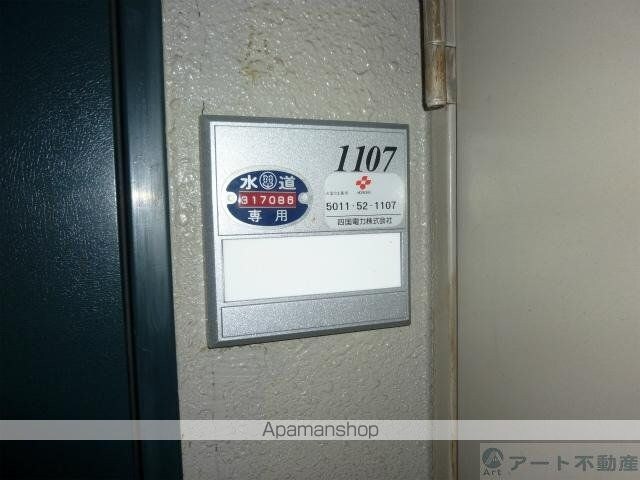 1107
水道
317088
専用
5011-52-1107
四国電力株式会社
Apamanshop
Art アート不動産